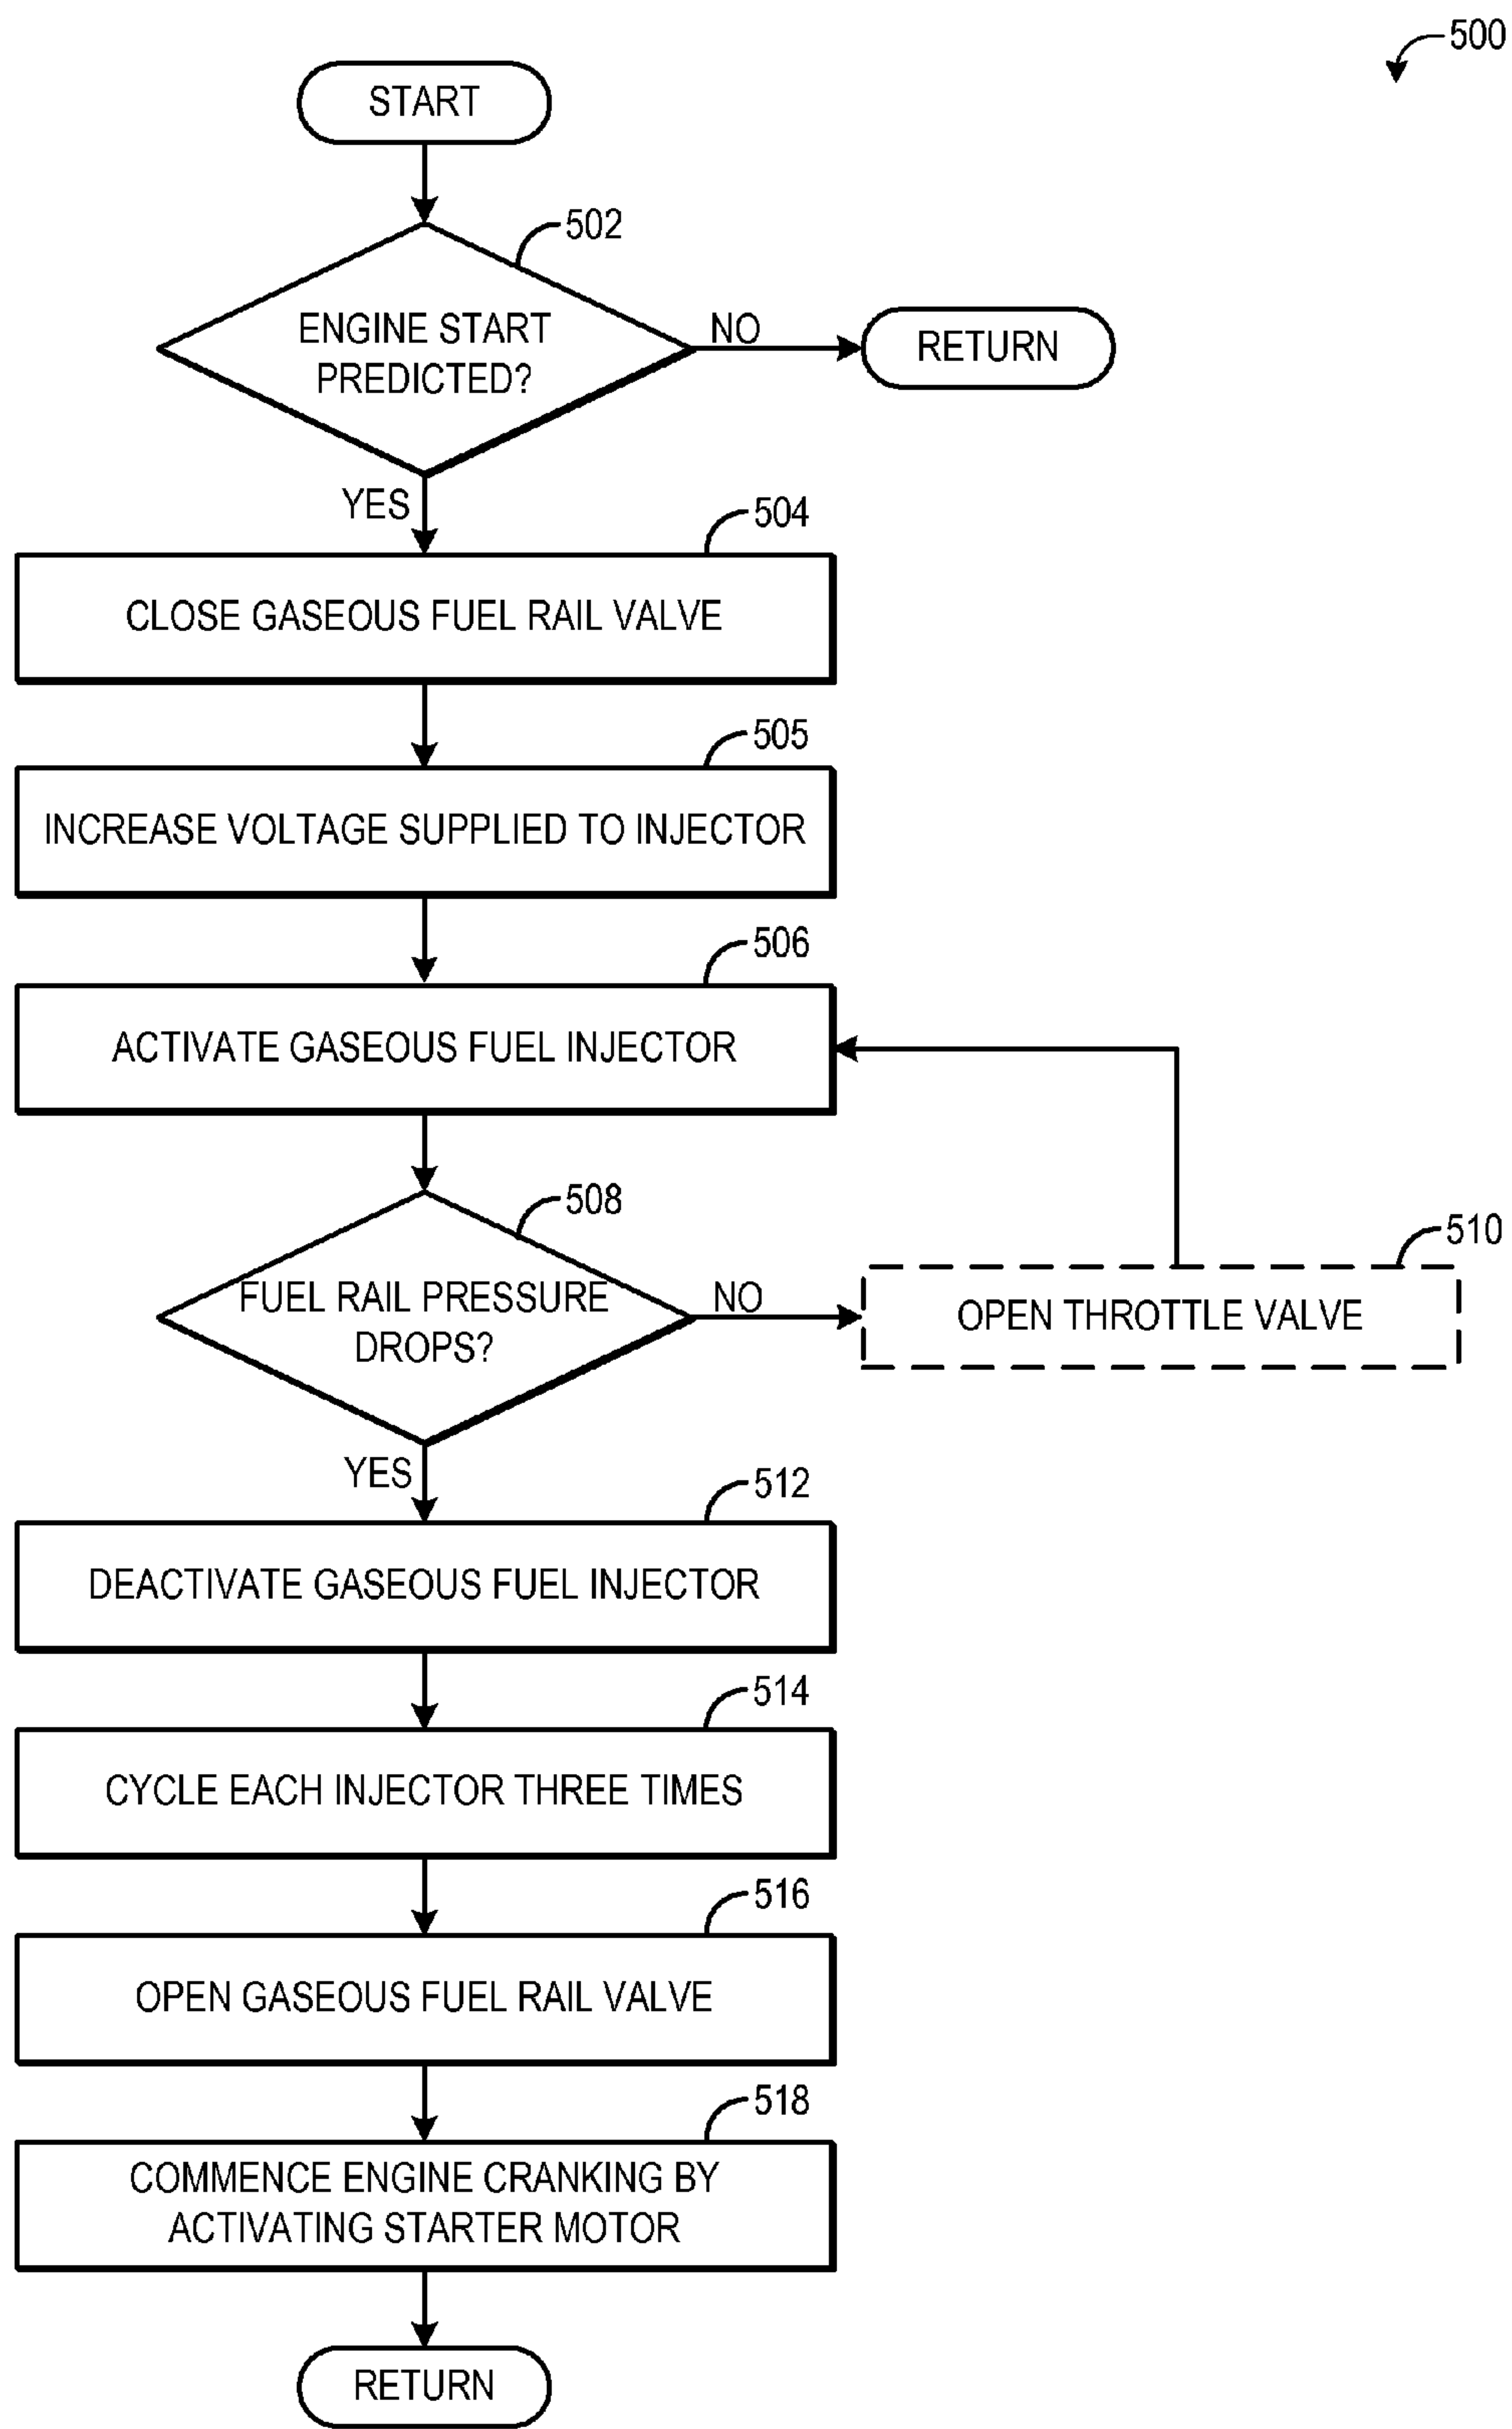 500
START
502
ENGINE START
PREDICTED?
NO
RETURN
YES
504
CLOSE GASEOUS FUEL RAIL VALVE
505
INCREASE VOLTAGE SUPPLIED TO INJECTOR
506
ACTIVATE GASEOUS FUEL INJECTOR
508
FUEL RAIL PRESSURE
DROPS?
NO
510
OPEN THROTTLE VALVE
YES
512
DEACTIVATE GASEOUS FUEL INJECTOR
514
CYCLE EACH INJECTOR THREE TIMES
516
OPEN GASEOUS FUEL RAIL VALVE
518
COMMENCE ENGINE CRANKING BY
ACTIVATING STARTER MOTOR
RETURN